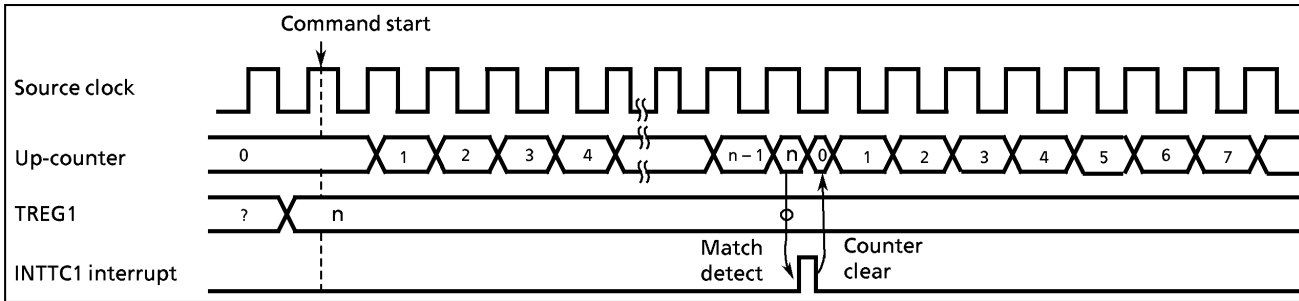 Command start
Source clock
Up-counter 0 1 2 3 4 n – 1 n 0 1 2 3 4 5 6 7
TREG1 ? n
Match detect
Counter clear
INTTC1 interrupt